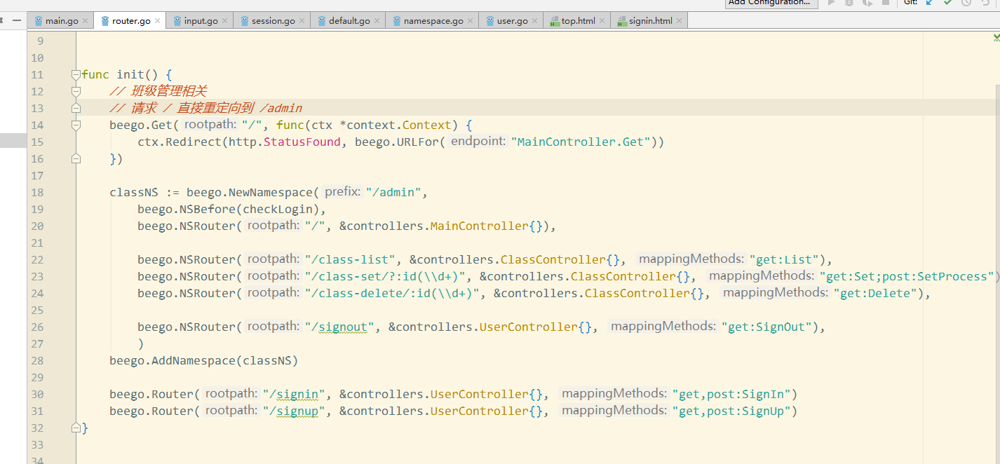 Add Configuration...
Git:
main.go
router.go
input.go
session.go
default.go
namespace.go
user.go
top.html
signin.html
9
10
11 func init() {
12 // 班级管理相关
13 // 请求 / 直接重定向到 /admin
14 beego.Get( rootpath: "/", func(ctx *context.Context) {
15 ctx.Redirect(http.StatusFound, beego.URLFor( endpoint: "MainController.Get"))
16 })
17
18 classNS := beego.NewNamespace( prefix: "/admin",
19 beego.NSBefore(checkLogin),
20 beego.NSRouter( rootpath: "/", &controllers.MainController{}),
21
22 beego.NSRouter( rootpath: "/class-list", &controllers.ClassController{}, mappingMethods: "get:List"),
23 beego.NSRouter( rootpath: "/class-set/?:id(\\d+)", &controllers.ClassController{}, mappingMethods: "get:Set;post:SetProcess")
24 beego.NSRouter( rootpath: "/class-delete/:id(\\d+)", &controllers.ClassController{}, mappingMethods: "get:Delete"),
25
26 beego.NSRouter( rootpath: "/signout", &controllers.UserController{}, mappingMethods: "get:SignOut"),
27 )
28 beego.AddNamespace(classNS)
29
30 beego.Router( rootpath: "/signin", &controllers.UserController{}, mappingMethods: "get,post:SignIn")
31 beego.Router( rootpath: "/signup", &controllers.UserController{}, mappingMethods: "get,post:SignUp")
32 }
33
34